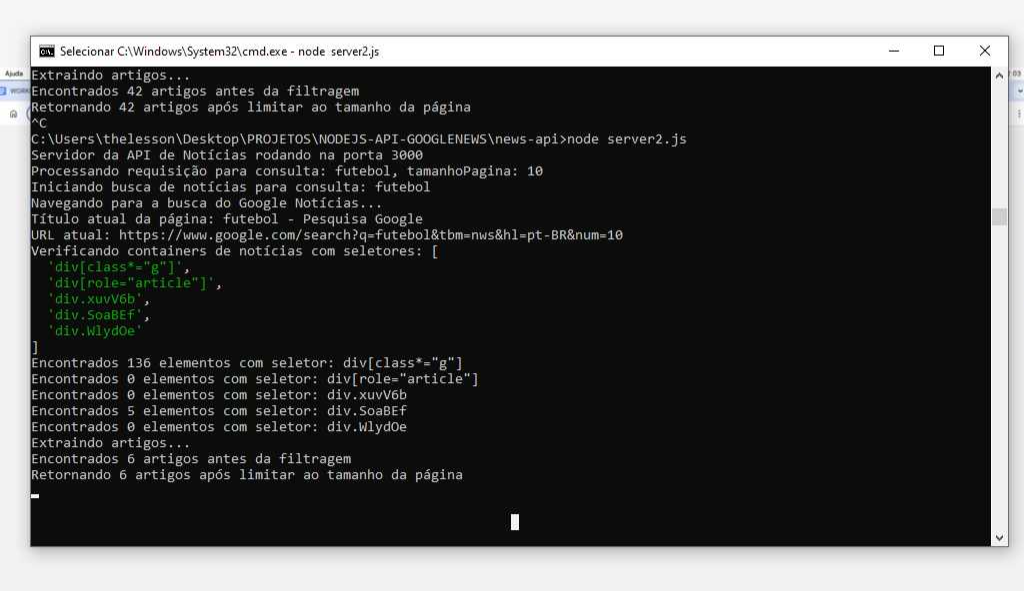 Selecionar C:\Windows\System32\cmd.exe - node  server2.js
Ajuda
Extraindo artigos...
Encontrados 42 artigos antes da filtragem
Retornando 42 artigos após limitar ao tamanho da página
^C
C:\Users\thelesson\Desktop\PROJETOS\NODEJS-API-GOOGLENEWS\news-api>node server2.js
Servidor da API de Notícias rodando na porta 3000
Processando requisição para consulta: futebol, tamanhoPagina: 10
Iniciando busca de notícias para consulta: futebol
Navegando para a busca do Google Notícias...
Título atual da página: futebol - Pesquisa Google
URL atual: https://www.google.com/search?q=futebol&tbm=nws&hl=pt-BR&num=10
Verificando containers de notícias com seletores: [
  'div[class*="g"]',
  'div[role="article"]',
  'div.xuvV6b',
  'div.SoaBEf',
  'div.WlydOe'
]
Encontrados 136 elementos com seletor: div[class*="g"]
Encontrados 0 elementos com seletor: div[role="article"]
Encontrados 0 elementos com seletor: div.xuvV6b
Encontrados 5 elementos com seletor: div.SoaBEf
Encontrados 0 elementos com seletor: div.WlydOe
Extraindo artigos...
Encontrados 6 artigos antes da filtragem
Retornando 6 artigos após limitar ao tamanho da página